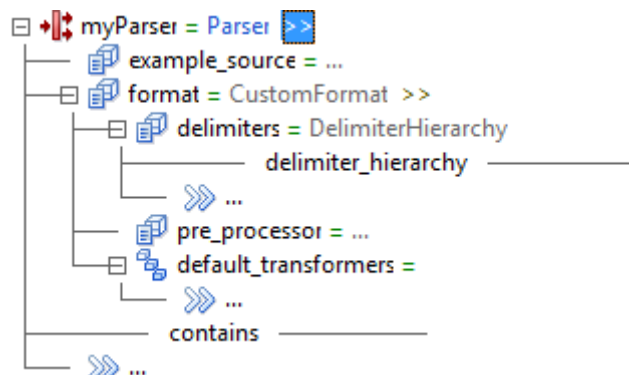 myParser = Parser >>
example_source = ...
format = CustomFormat >>
delimiters = DelimiterHierarchy
delimiter_hierarchy
...
pre_processor = ...
default_transformers =
...
contains
...